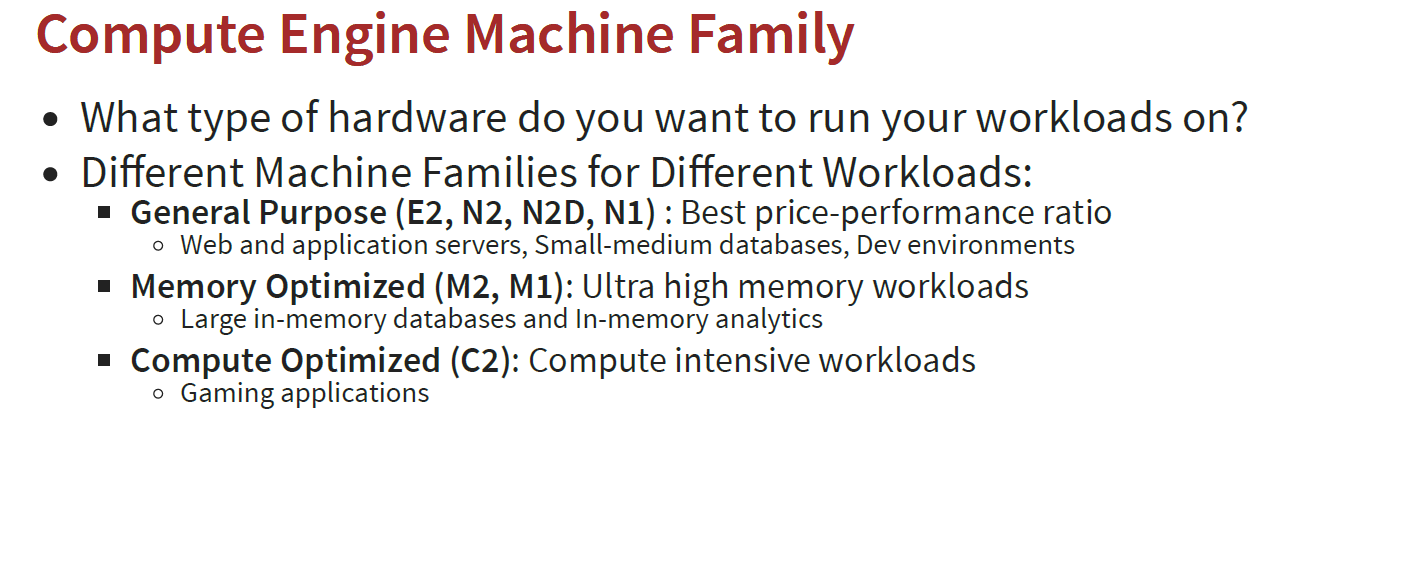 Compute Engine Machine Family
• What type of hardware do you want to run your workloads on?
• Different Machine Families for Different Workloads:
▪ General Purpose (E2, N2, N2D, N1) : Best price-performance ratio
◦ Web and application servers, Small-medium databases, Dev environments
▪ Memory Optimized (M2, M1): Ultra high memory workloads
◦ Large in-memory databases and In-memory analytics
▪ Compute Optimized (C2): Compute intensive workloads
◦ Gaming applications